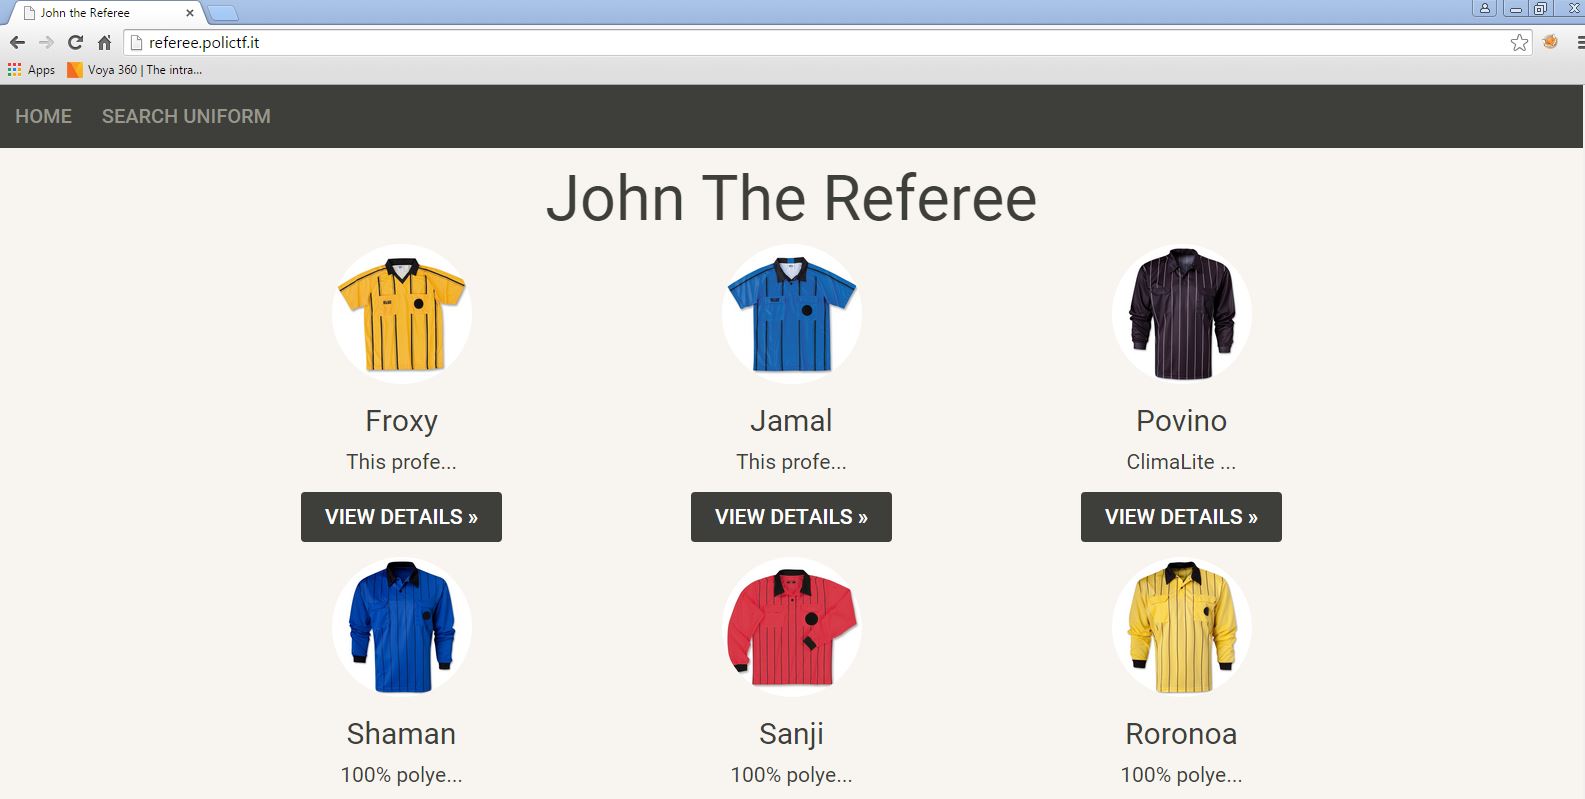 John the Referee
referee.polictf.it
Apps
Voya 360 | The intra...
HOME
SEARCH UNIFORM
John The Referee
Froxy
Jamal
Povino
This profe...
This profe...
ClimaLite ...
VIEW DETAILS »
VIEW DETAILS »
VIEW DETAILS »
Shaman
Sanji
Roronoa
100% polye...
100% polye...
100% polye...